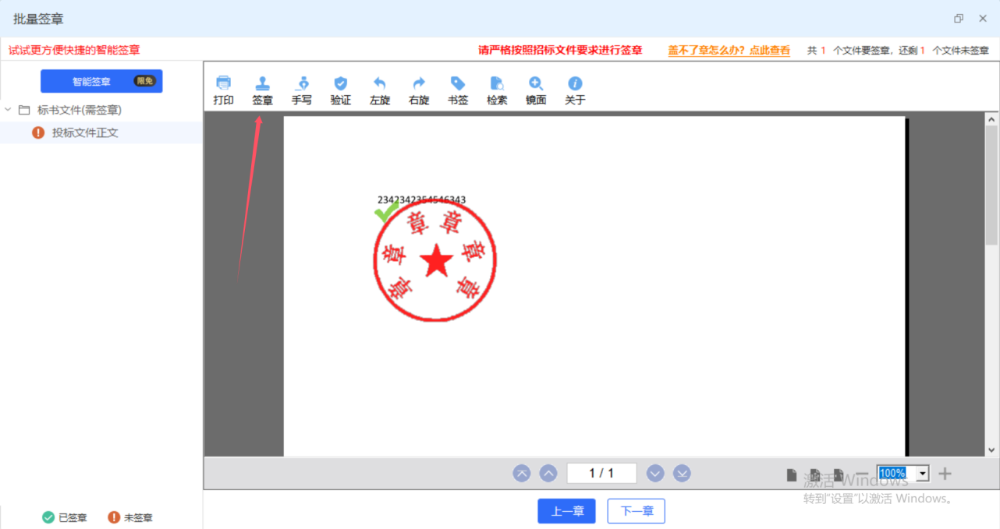 批量签章
试试更方便快捷的智能签章
请严格按照招标文件要求进行签章
盖不了章怎么办？点此查看
共 1 个文件要签章，还剩 1 个文件未签章
智能签章 限免
标书文件(需签章)
投标文件正文
打印 签章 手写 验证 左旋 右旋 书签 检索 镜面 关于
2342342354546343
章章章章章章
1 / 1
100%
激活 Windows
转到"设置"以激活 Windows。
上一章 下一章
已签章 未签章